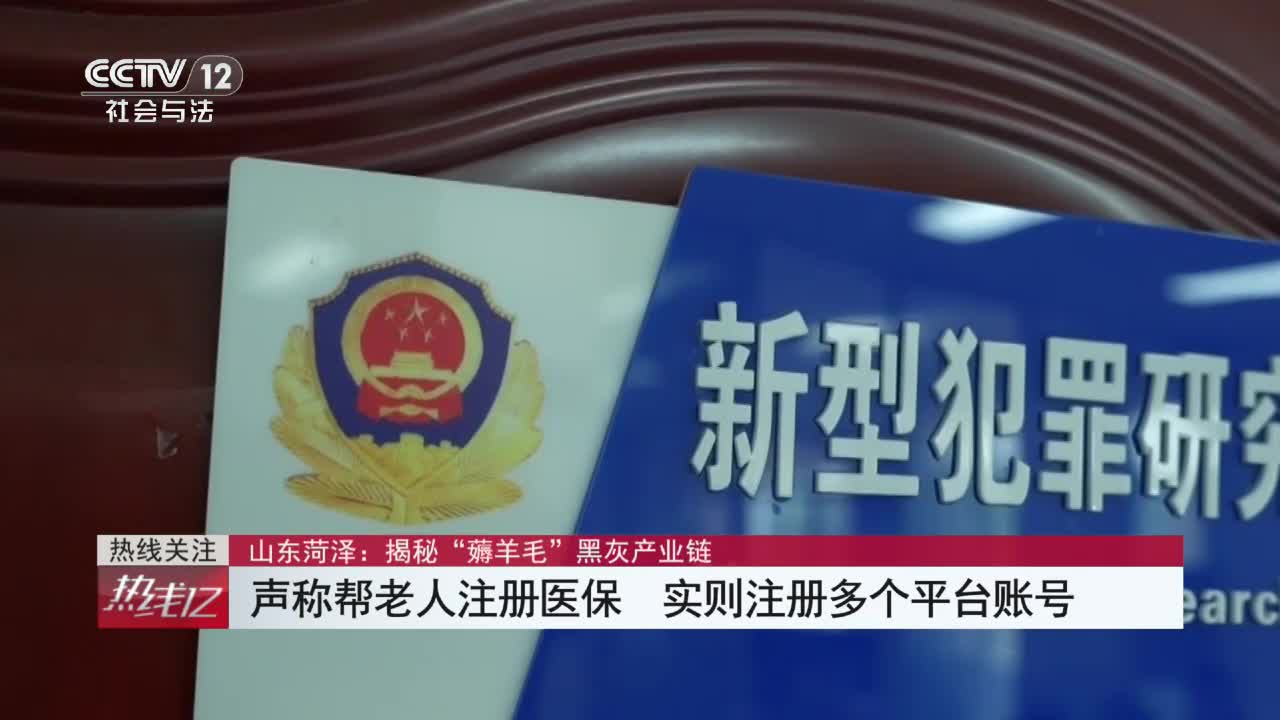 CCTV 12
社会与法
新型犯罪研究
earc
热线关注
山东菏泽：揭秘“薅羊毛”黑灰产业链
热线12
声称帮老人注册医保 实则注册多个平台账号